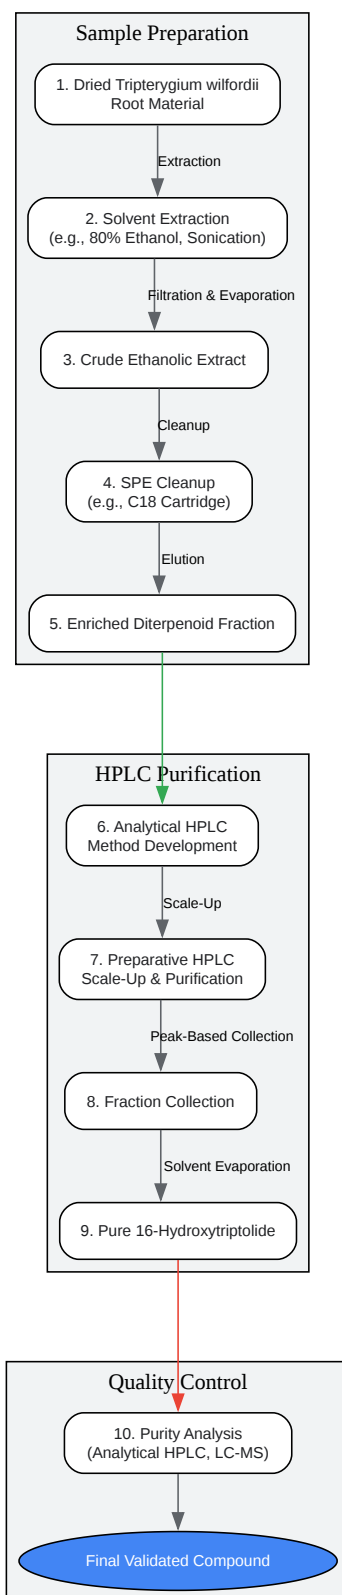 Sample Preparation
1. Dried Tripterygium wilfordii
Root Material
Extraction
2. Solvent Extraction
(e.g., 80% Ethanol, Sonication)
Filtration & Evaporation
3. Crude Ethanolic Extract
Cleanup
4. SPE Cleanup
(e.g., C18 Cartridge)
Elution
5. Enriched Diterpenoid Fraction
HPLC Purification
6. Analytical HPLC
Method Development
Scale-Up
7. Preparative HPLC
Scale-Up & Purification
Peak-Based Collection
8. Fraction Collection
Solvent Evaporation
9. Pure 16-Hydroxytriptolide
Quality Control
10. Purity Analysis
(Analytical HPLC, LC-MS)
Final Validated Compound